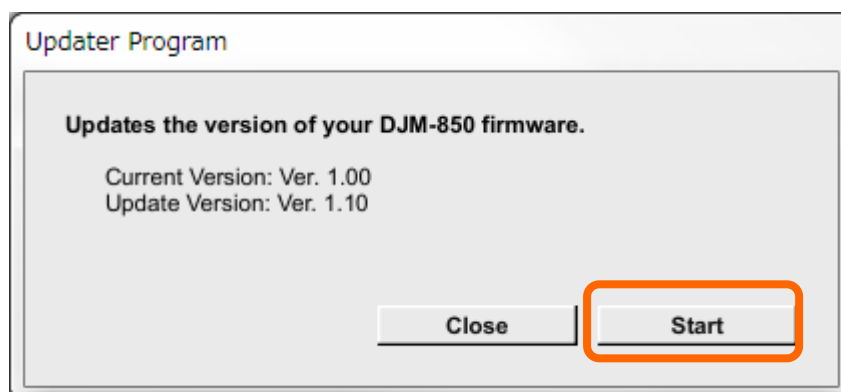 Updater Program
Updates the version of your DJM-850 firmware.
Current Version: Ver. 1.00
Update Version: Ver. 1.10
Close Start